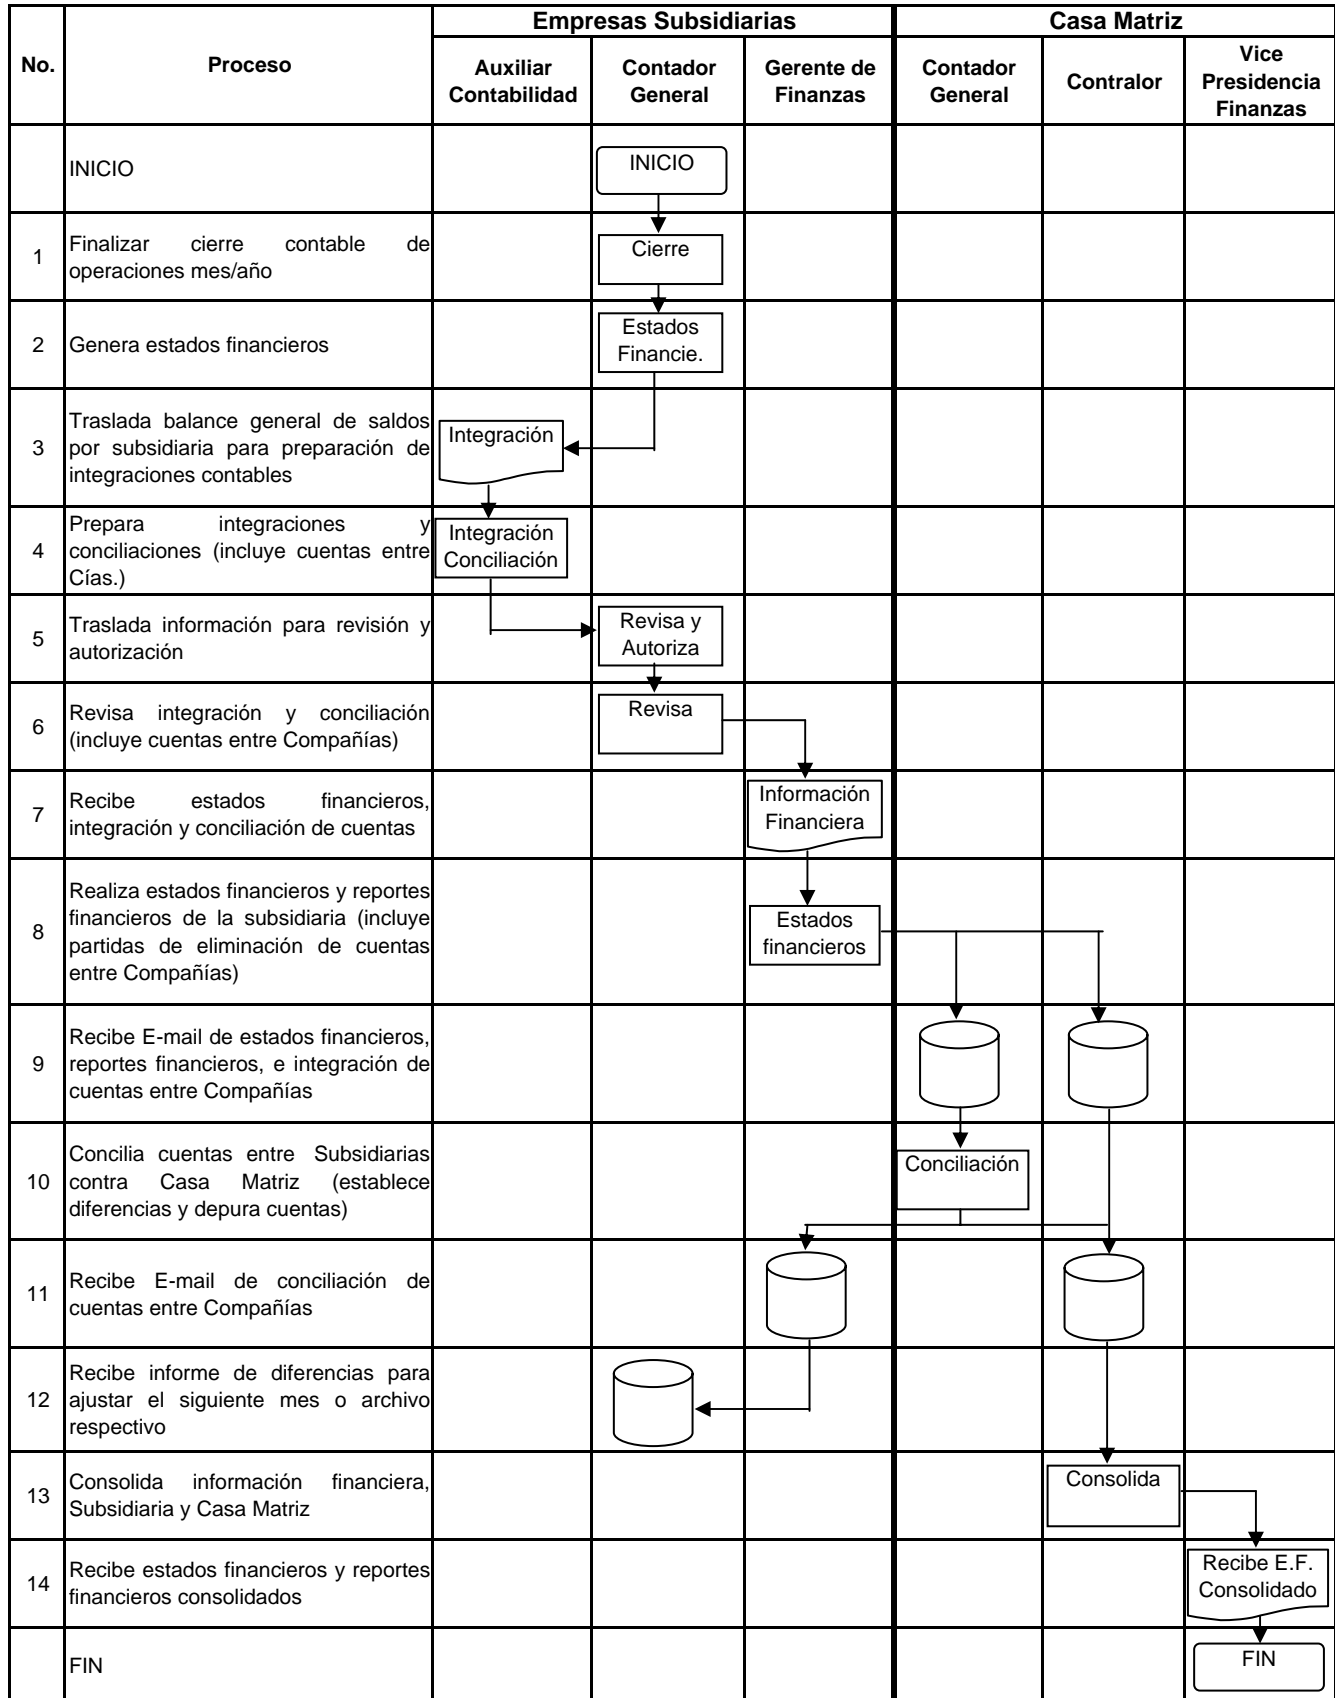 Empresas Subsidiarias
Casa Matriz
No.
Proceso
Auxiliar
Contabilidad
Contador
General
Gerente de
Finanzas
Contador
General
Contralor
Vice
Presidencia
Finanzas
INICIO
INICIO
1
Finalizar cierre contable de
operaciones mes/año
Cierre
2
Genera estados financieros
Estados
Financie.
3
Traslada balance general de saldos
por subsidiaria para preparación de
integraciones contables
Integración
4
Prepara integraciones y
conciliaciones (incluye cuentas entre
Cías.)
Integración
Conciliación
5
Traslada información para revisión y
autorización
Revisa y
Autoriza
6
Revisa integración y conciliación
(incluye cuentas entre Compañías)
Revisa
7
Recibe estados financieros,
integración y conciliación de cuentas
Información
Financiera
8
Realiza estados financieros y reportes
financieros de la subsidiaria (incluye
partidas de eliminación de cuentas
entre Compañías)
Estados
financieros
9
Recibe E-mail de estados financieros,
reportes financieros, e integración de
cuentas entre Compañías
10
Concilia cuentas entre Subsidiarias
contra Casa Matriz (establece
diferencias y depura cuentas)
Conciliación
11
Recibe E-mail de conciliación de
cuentas entre Compañías
12
Recibe informe de diferencias para
ajustar el siguiente mes o archivo
respectivo
13
Consolida información financiera,
Subsidiaria y Casa Matriz
Consolida
14
Recibe estados financieros y reportes
financieros consolidados
Recibe E.F.
Consolidado
FIN
FIN